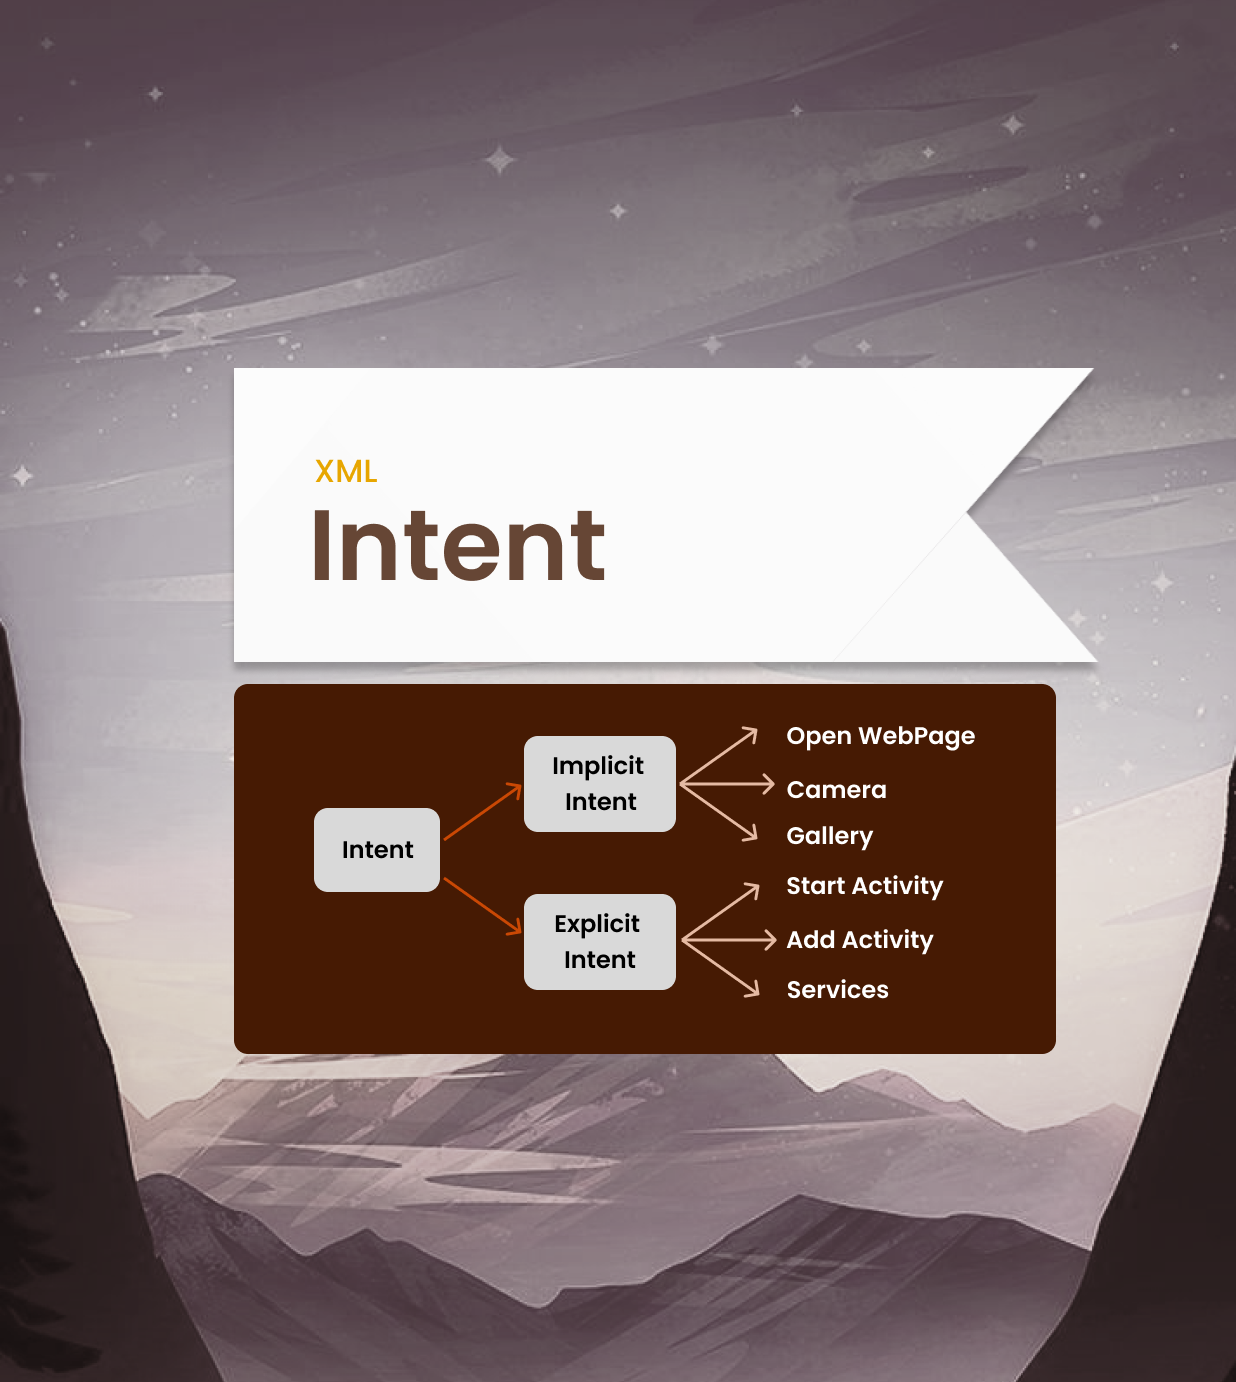 XML
Intent
Intent
Implicit
Intent
Open WebPage
Camera
Gallery
Explicit
Intent
Start Activity
Add Activity
Services